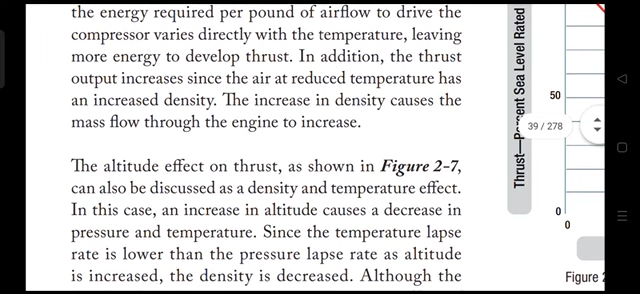 the energy required per pound of airflow to drive the
compressor varies directly with the temperature, leaving
more energy to develop thrust. In addition, the thrust
output increases since the air at reduced temperature has
an increased density. The increase in density causes the
mass flow through the engine to increase.
The altitude effect on thrust, as shown in Figure 2-7,
can also be discussed as a density and temperature effect.
In this case, an increase in altitude causes a decrease in
pressure and temperature. Since the temperature lapse
rate is lower than the pressure lapse rate as altitude
is increased, the density is decreased. Although the
Thrust—Percent Sea Level Rated
50
39 / 278
0
0
Figure